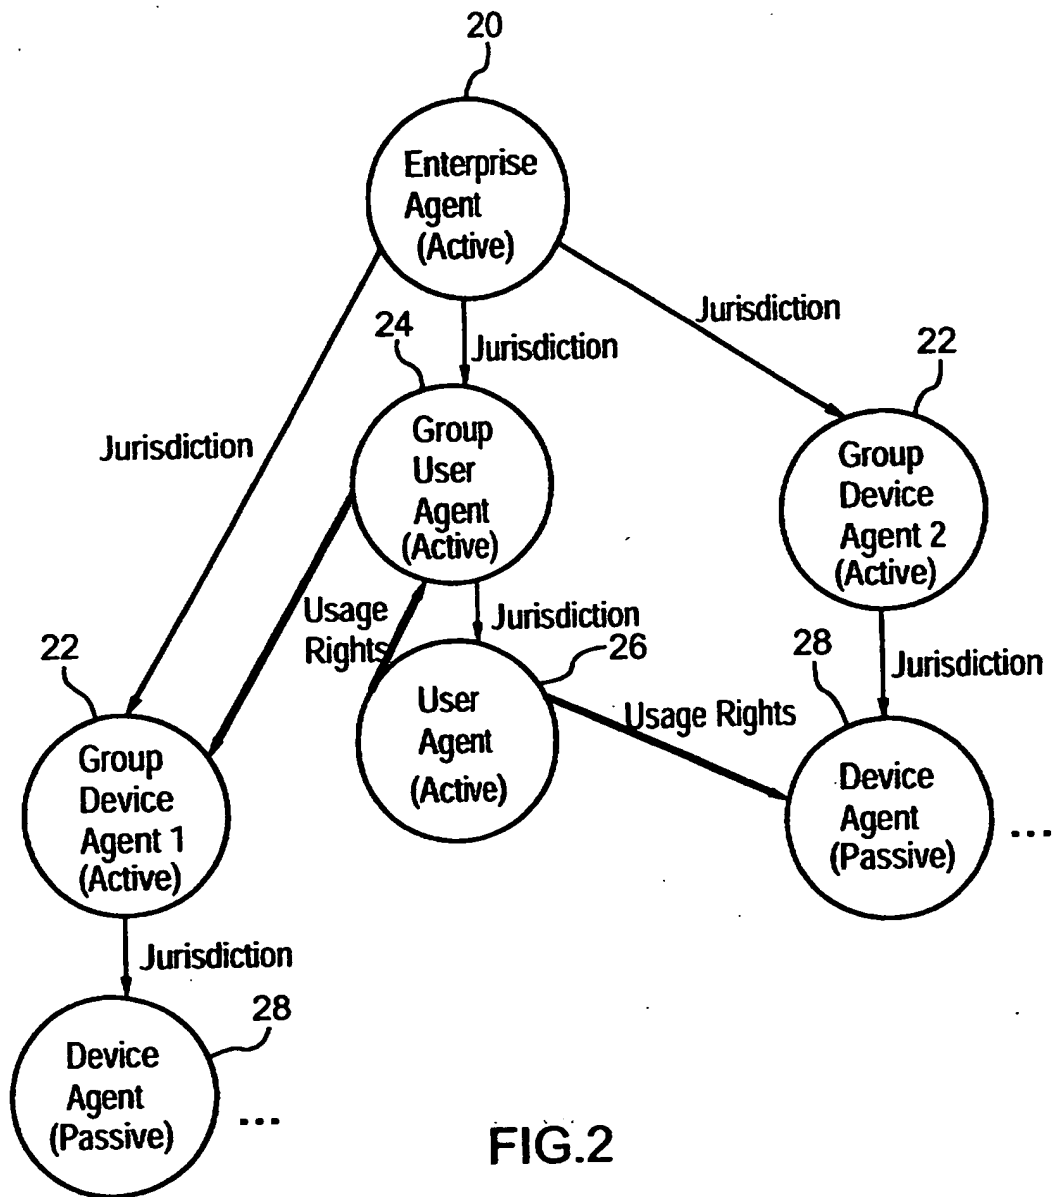 20
Enterprise
Agent
(Active)
Jurisdiction
24
Jurisdiction
22
Jurisdiction
Group
User
Agent
(Active)
Group
Device
Agent 2
(Active)
Usage
Rights
Jurisdiction
22
26
28
Jurisdiction
User
Agent
(Active)
Usage Rights
Group
Device
Agent 1
(Active)
Device
Agent
(Passive)
...
Jurisdiction
28
Device
Agent
(Passive)
...
FIG.2